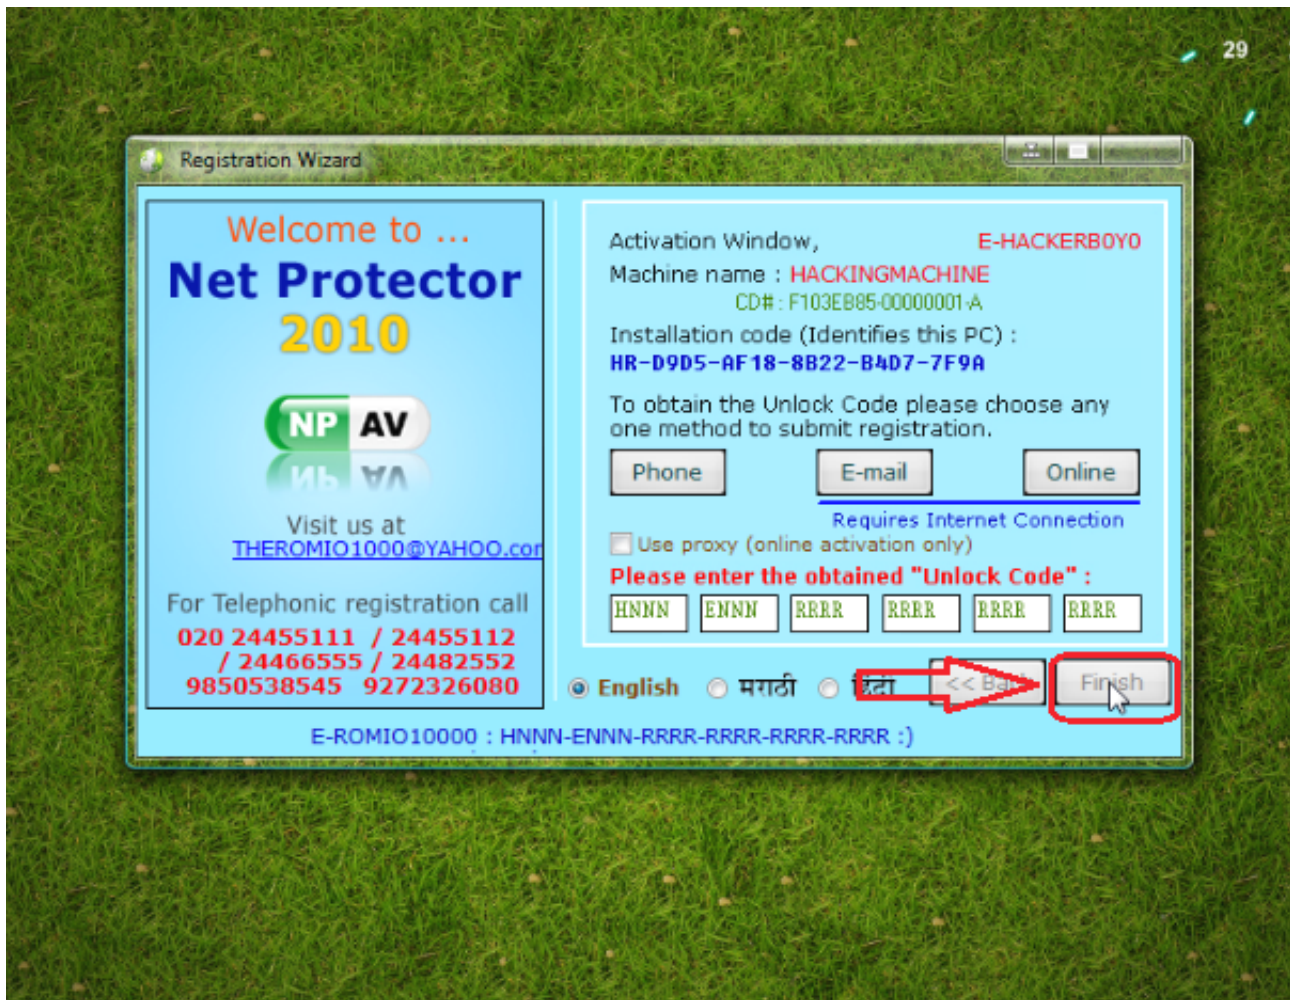 29
Registration Wizard
Welcome to ...
Net Protector
2010
NP AV
Visit us at
THEROMIO1000@YAHOO.com
For Telephonic registration call
020 24455111 / 24455112
/ 24466555 / 24482552
9850538545 9272326080
Activation Window, E-HACKERB0Y0
Machine name : HACKINGMACHINE
CD# : F103EB85-00000001-A
Installation code (Identifies this PC) :
HR-D9D5-AF18-8B22-B4D7-7F9A
To obtain the Unlock Code please choose any
one method to submit registration.
Phone E-mail Online
Requires Internet Connection
Use proxy (online activation only)
Please enter the obtained "Unlock Code" :
HNNN ENNN RRRR RRRR RRRR RRRR
English मराठी हिंदी << Back Finish
E-ROMIO10000 : HNNN-ENNN-RRRR-RRRR-RRRR-RRRR :)